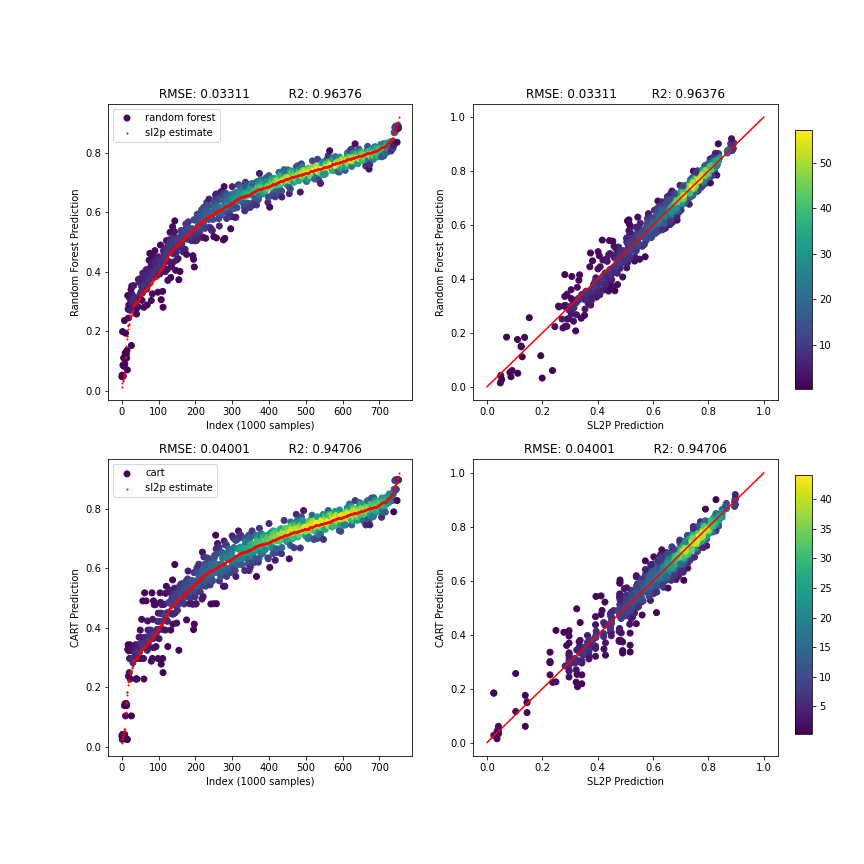 RMSE: 0.03311 R2: 0.96376
random forest
sl2p estimate
Random Forest Prediction
0.0
0.2
0.4
0.6
0.8
0 100 200 300 400 500 600 700
Index (1000 samples)
RMSE: 0.03311 R2: 0.96376
Random Forest Prediction
1.0
0.8
0.6
0.4
0.2
0.0
0.0 0.2 0.4 0.6 0.8 1.0
SL2P Prediction
50
40
30
20
10
RMSE: 0.04001 R2: 0.94706
cart
sl2p estimate
CART Prediction
0.8
0.6
0.4
0.2
0.0
0 100 200 300 400 500 600 700
Index (1000 samples)
RMSE: 0.04001 R2: 0.94706
CART Prediction
1.0
0.8
0.6
0.4
0.2
0.0
0.0 0.2 0.4 0.6 0.8 1.0
SL2P Prediction
40
35
30
25
20
15
10
5